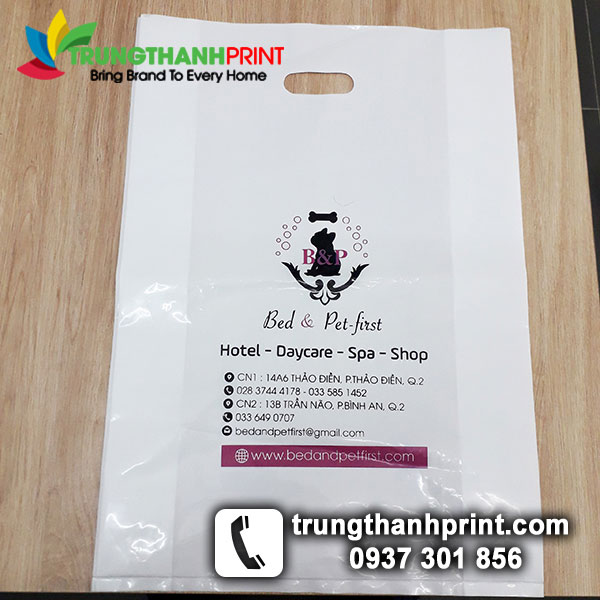 TRUNGTHANHPRINT
Bring Brand To Every Home
B&P
Bed & Pet-first
Hotel - Daycare - Spa - Shop
CN1 : 14A6 THẢO ĐIỀN, P.THẢO ĐIỀN, Q.2
028 3744 4178 - 033 585 1452
CN2 : 13B TRẦN NÃO, P.BÌNH AN, Q.2
033 649 0707
bedandpetfirst@gmail.com
www.bedandpetfirst.com
trungthanhprint.com
0937 301 856